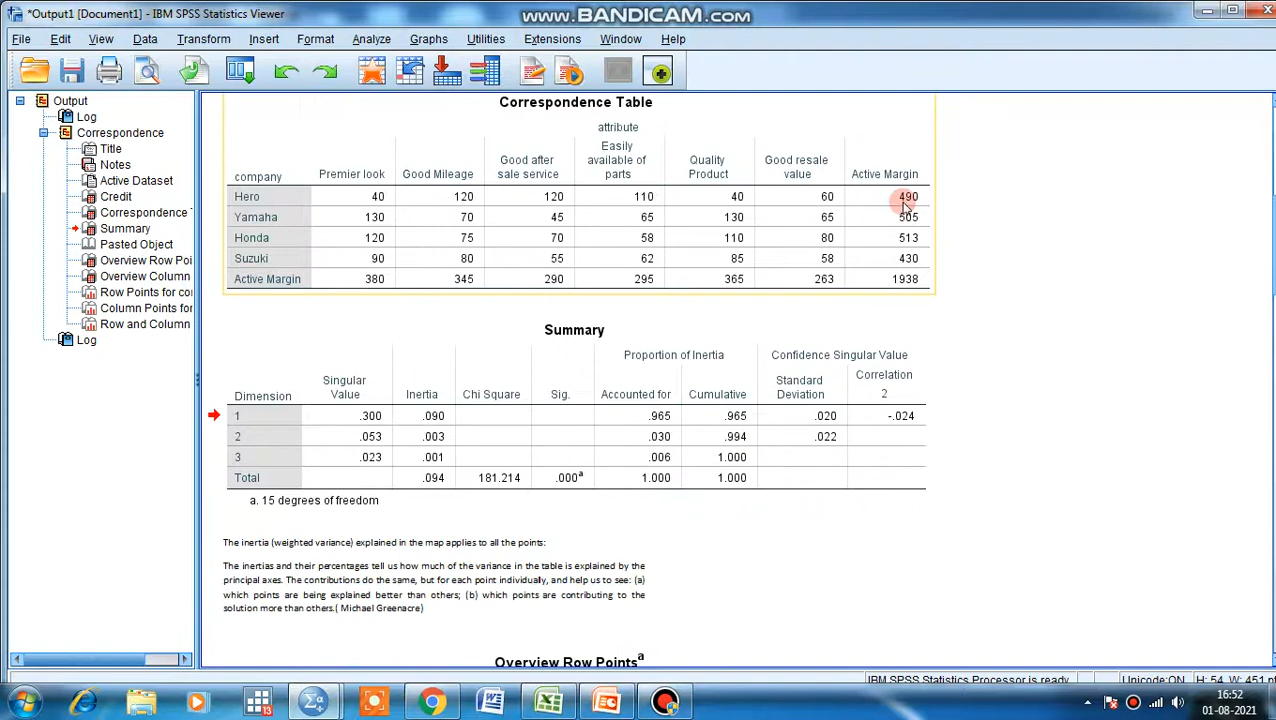 *Output1 [Document1] - IBM SPSS Statistics Viewer
www.BANDICAM.com
File Edit View Data Transform Insert Format Analyze Graphs Utilities Extensions Window Help
Output
Log
Correspondence
Title
Notes
Active Dataset
Credit
Correspondence
Summary
Pasted Object
Overview Row Poi
Overview Column
Row Points for co
Column Points for
Row and Column
Log
Correspondence Table
attribute
company Premier look Good Mileage Good after sale service Easily available of parts Quality Product Good resale value Active Margin
Hero 40 120 120 110 40 60 490
Yamaha 130 70 45 65 130 65 505
Honda 120 75 70 58 110 80 513
Suzuki 90 80 55 62 85 58 430
Active Margin 380 345 290 295 365 263 1938
Summary
Proportion of Inertia Confidence Singular Value
Dimension Singular Value Inertia Chi Square Sig. Accounted for Cumulative Standard Deviation Correlation 2
1 .300 .090 .965 .965 .020 -.024
2 .053 .003 .030 .994 .022
3 .023 .001 .006 1.000
Total .094 181.214 .000a 1.000 1.000
a. 15 degrees of freedom
The inertia (weighted variance) explained in the map applies to all the points:
The inertias and their percentages tell us how much of the variance in the table is explained by the
principal axes. The contributions do the same, but for each point individually, and help us to see: (a)
which points are being explained better than others; (b) which points are contributing to the
solution more than others.( Michael Greenacre)
Overview Row Pointsa
IBM SPSS Statistics Processor is ready Unicode:ON H: 54, W: 451 pt
13
16:52
01-08-2021